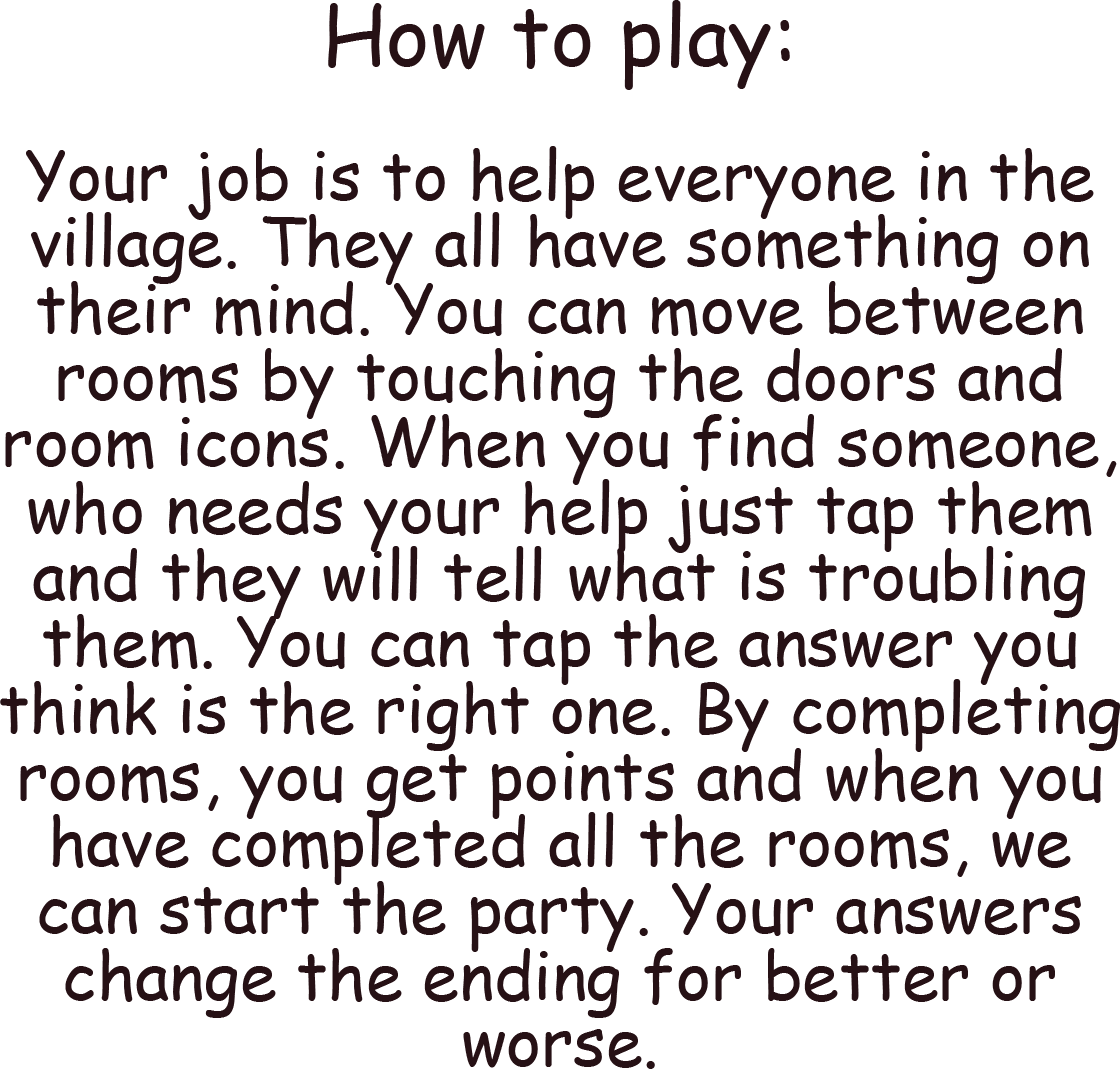 How to play:
Your job is to help everyone in the
village. They all have something on
their mind. You can move between
rooms by touching the doors and
room icons. When you find someone,
who needs your help just tap them
and they will tell what is troubling
them. You can tap the answer you
think is the right one. By completing
rooms, you get points and when you
have completed all the rooms, we
can start the party. Your answers
change the ending for better or
worse.